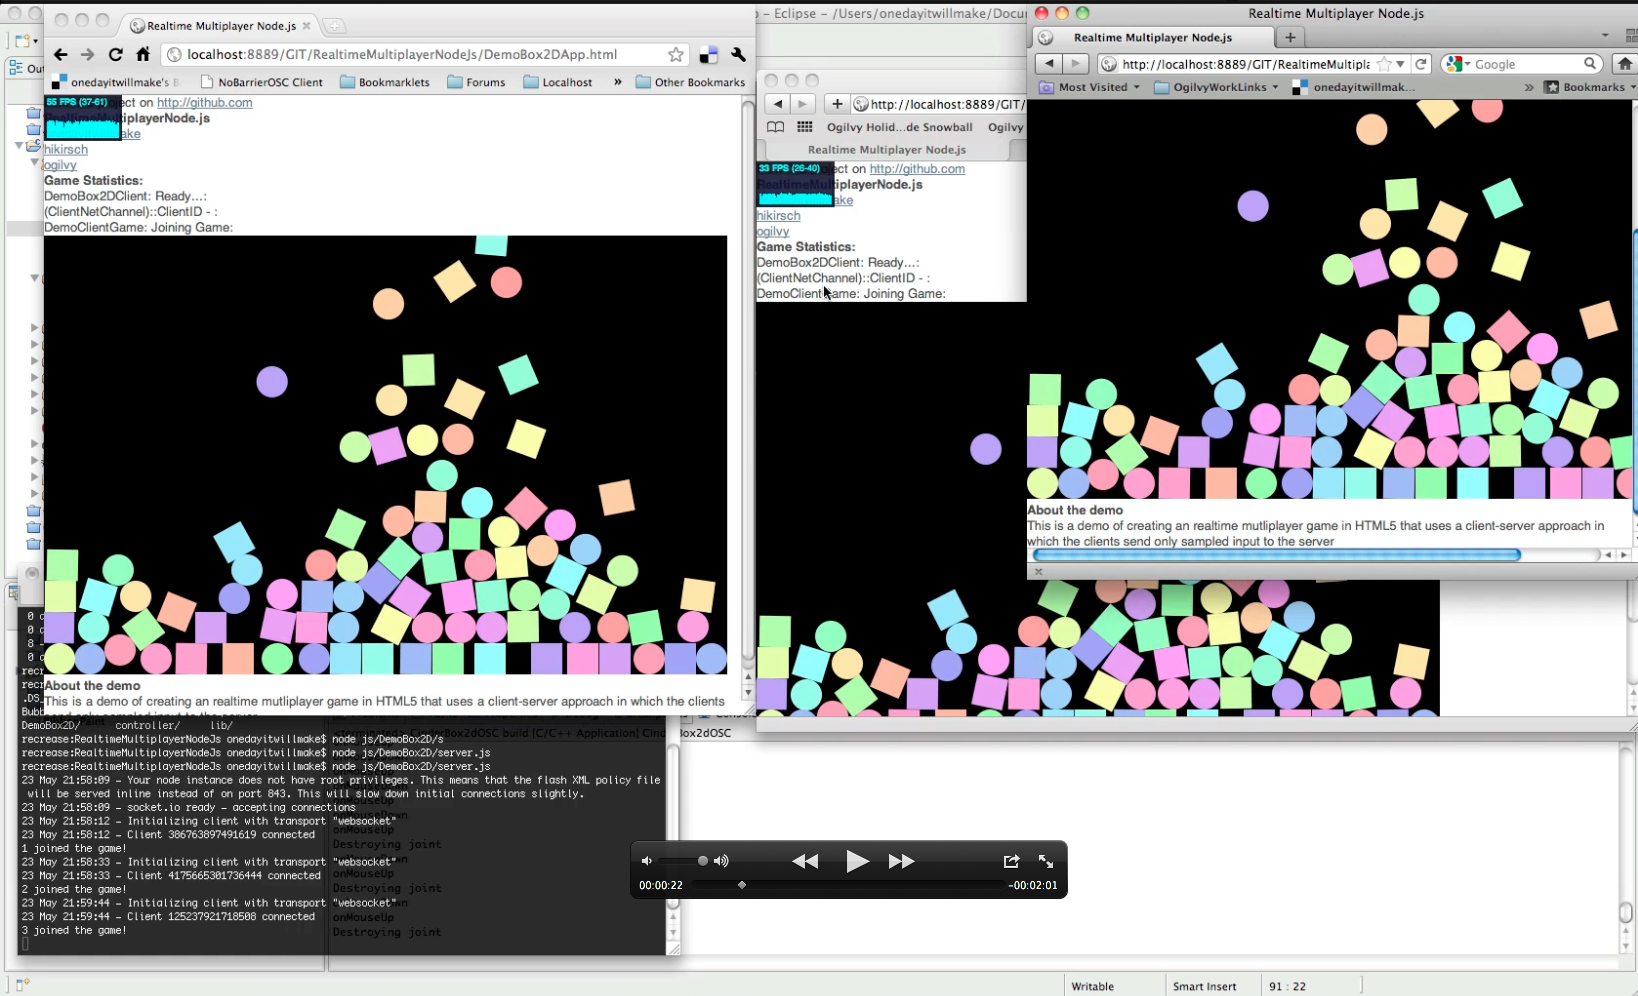 Realtime Multiplayer Node.js
localhost:8889/GIT/RealtimeMultiplayerNodeJs/DemoBox2DApp.html
onedayitwillmake's B
NoBarrierOSC Client
Bookmarklets
Forums
Localhost
»
Other Bookmarks
55 FPS (37-61)
ject on http://github.com
RealtimeMultiplayerNode.js
ake
hikirsch
ogilvy
Game Statistics:
DemoBox2DClient: Ready...:
(ClientNetChannel)::ClientID - :
DemoClientGame: Joining Game:
About the demo
This is a demo of creating an realtime mutliplayer game in HTML5 that uses a client-server approach in which the clients
– Eclipse – /Users/onedayitwillmake/Docu
http://localhost:8889/GIT/
Ogilvy Holid...de Snowball
Ogilvy
Realtime Multiplayer Node.js
33 FPS (26-40)
ject on http://github.com
RealtimeMultiplayerNode.js
ake
hikirsch
ogilvy
Game Statistics:
DemoBox2DClient: Ready...:
(ClientNetChannel)::ClientID - :
DemoClientGame: Joining Game:
Realtime Multiplayer Node.js
Realtime Multiplayer Node.js
http://localhost:8889/GIT/RealtimeMultipla
Google
Most Visited
OgilvyWorkLinks
onedayitwillmak...
»
Bookmarks
About the demo
This is a demo of creating an realtime mutliplayer game in HTML5 that uses a client-server approach in
which the clients send only sampled input to the server
Out
0 c
0 c
8 -
0 c
recr
recr
.DS_
Bubb
DemoBox2D/ controller/ lib/
recrease:RealtimeMultiplayerNodeJs onedayitwillmake$ node js/DemoBox2D/s
recrease:RealtimeMultiplayerNodeJs onedayitwillmake$ node js/DemoBox2D/server.js
recrease:RealtimeMultiplayerNodeJs onedayitwillmake$ node js/DemoBox2D/server.js
23 May 21:58:09 - Your node instance does not have root privileges. This means that the flash XML policy file
will be served inline instead of on port 843. This will slow down initial connections slightly.
23 May 21:58:09 - socket.io ready - accepting connections
23 May 21:58:12 - Initializing client with transport "websocket"
23 May 21:58:12 - Client 386763897491619 connected
1 joined the game!
23 May 21:58:33 - Initializing client with transport "websocket"
23 May 21:58:33 - Client 4175665301736444 connected
2 joined the game!
23 May 21:59:44 - Initializing client with transport "websocket"
23 May 21:59:44 - Client 125237921718508 connected
3 joined the game!
<terminated> CinderBox2dOSC build [C/C++ Application] Cinde
Box2dOSC
onMouseUp
onMouseDown
onMouseUp
Destroying joint
onMouseUp
Destroying joint
onMouseUp
Destroying joint
00:00:22
-00:02:01
Writable
Smart Insert
91 : 22